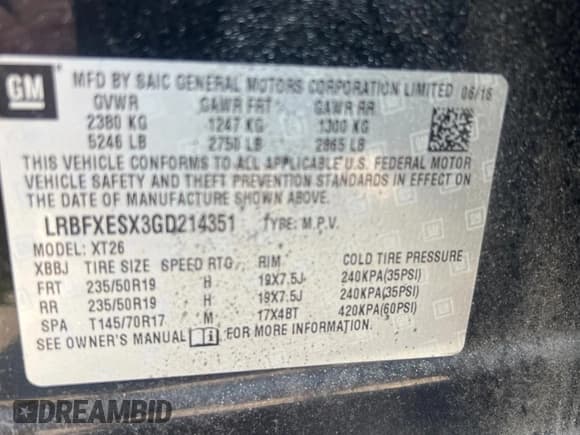 GM
MFD BY SAIC GENERAL MOTORS CORPORATION LIMITED 06/16
GVWR GAWR FRT GAWR RR
2380 KG 1247 KG 1300 KG
5246 LB 2750 LB 2865 LB
THIS VEHICLE CONFORMS TO ALL APPLICABLE U.S. FEDERAL MOTOR
VEHICLE SAFETY AND THEFT PREVENTION STANDARDS IN EFFECT ON
THE DATE OF MANUFACTURE SHOWN ABOVE.
LRBFXESX3GD214351 TYPE: M.P.V.
MODEL: XT26
XBBJ TIRE SIZE SPEED RTG RIM COLD TIRE PRESSURE
FRT 235/50R19 H 19X7.5J 240KPA(35PSI)
RR 235/50R19 H 19X7.5J 240KPA(35PSI)
SPA T145/70R17 M 17X4BT 420KPA(60PSI)
SEE OWNER'S MANUAL FOR MORE INFORMATION.
DREAMBID